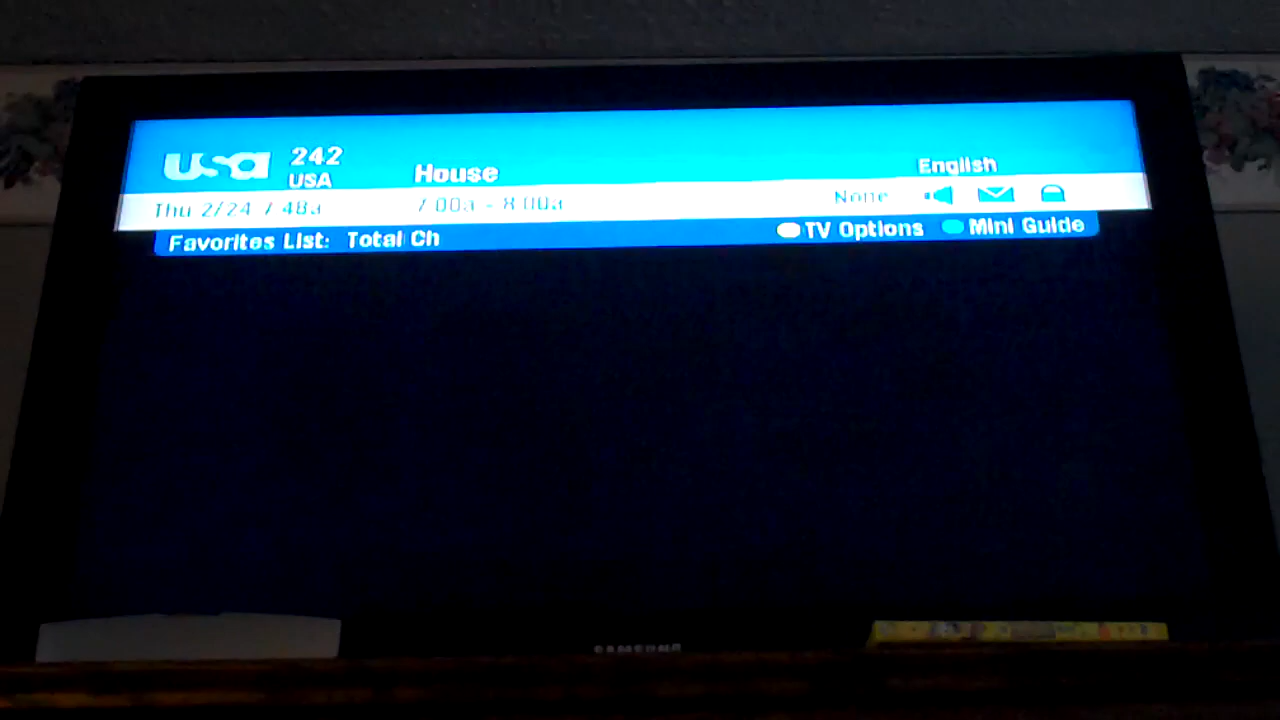 usa 242 House English
USA
Thu 2/24 7:48a 7:00a - 8:00a None
Favorites List: Total Ch TV Options Mini Guide
SAMSUNG